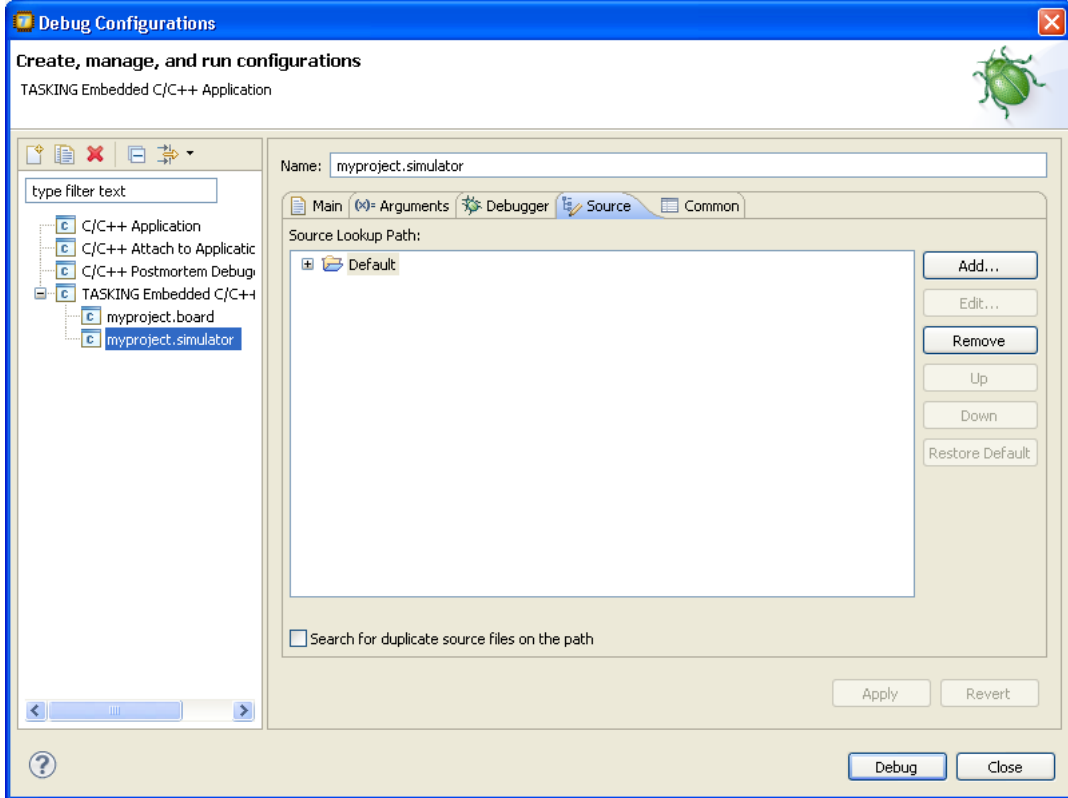 Debug Configurations
Create, manage, and run configurations
TASKING Embedded C/C++ Application
type filter text
C/C++ Application
C/C++ Attach to Applicatic
C/C++ Postmortem Debug
TASKING Embedded C/C++
myproject.board
myproject.simulator
Name: myproject.simulator
Main (x)= Arguments Debugger Source Common
Source Lookup Path:
Default
Add...
Edit...
Remove
Up
Down
Restore Default
Search for duplicate source files on the path
Apply Revert
Debug Close